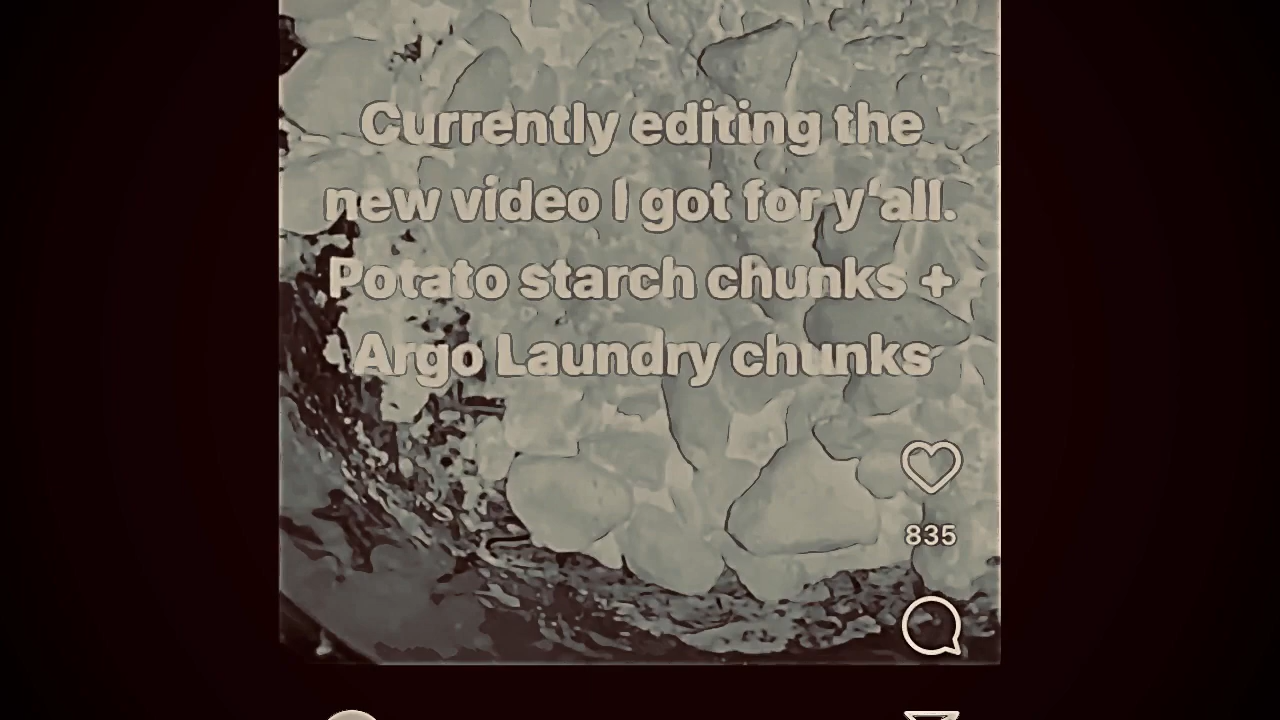 Currently editing the
new video I got for y'all.
Potato starch chunks +
Argo Laundry chunks
835